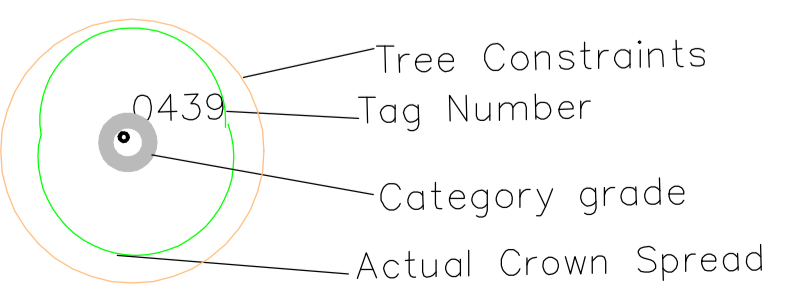 Tree Constraints
0439
Tag Number
Category grade
Actual Crown Spread